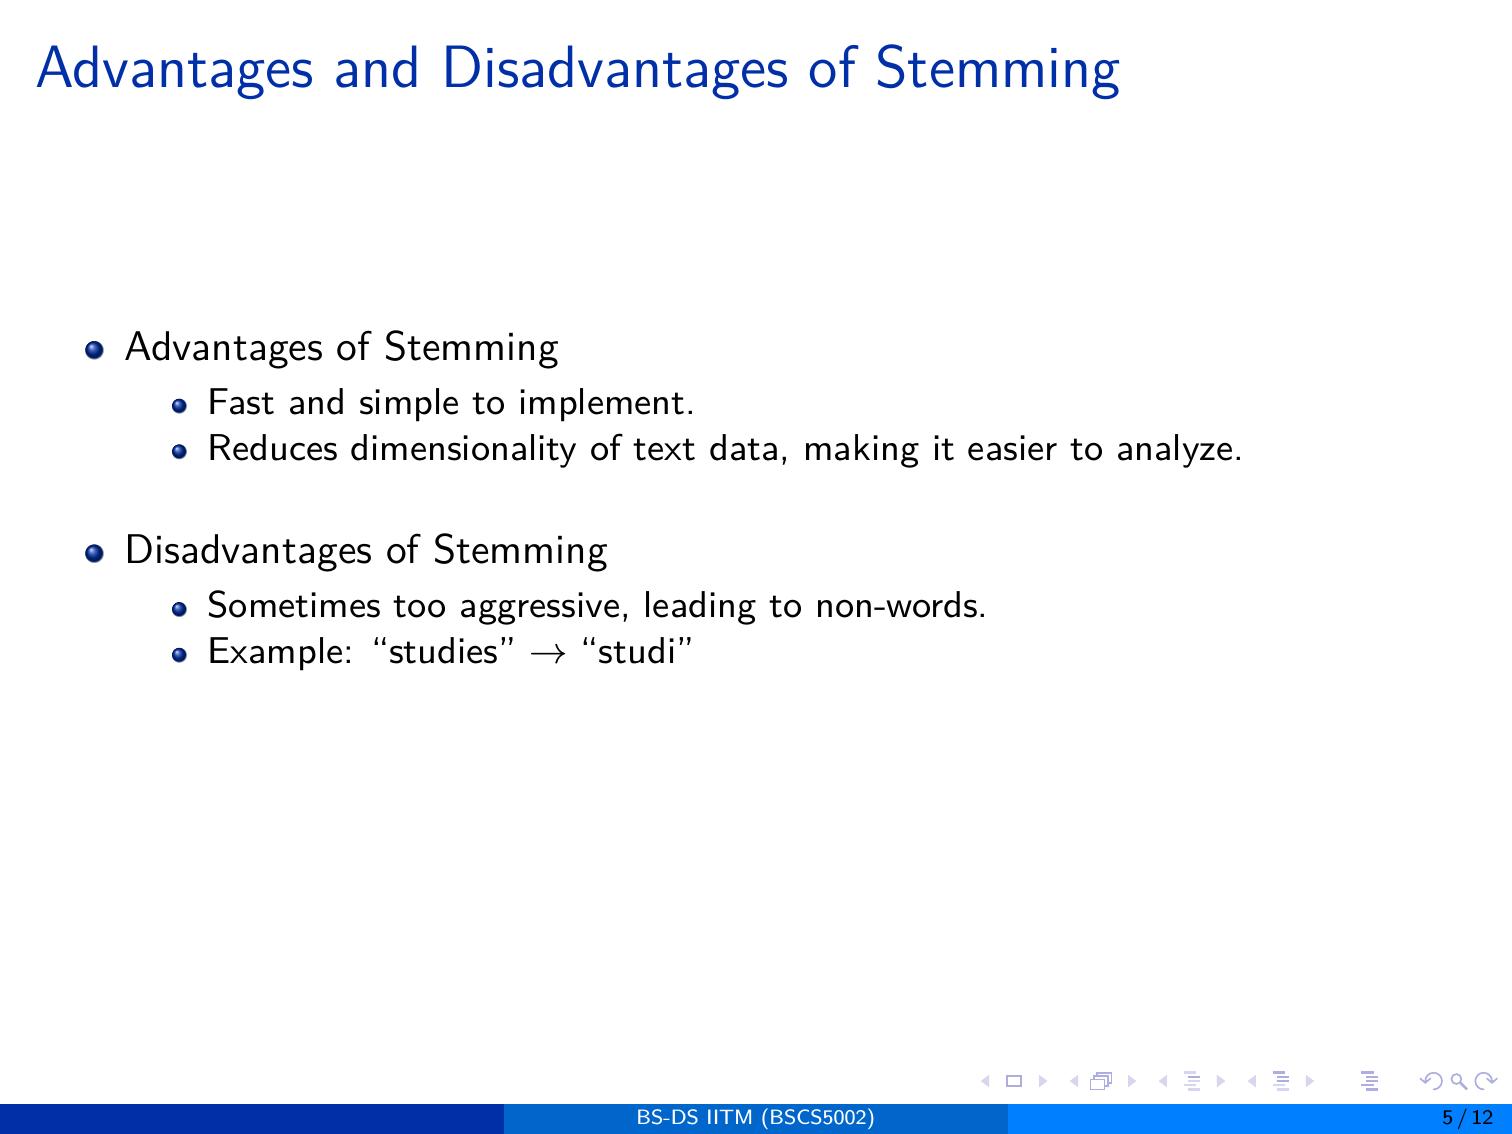 Advantages and Disadvantages of Stemming
Advantages of Stemming
Fast and simple to implement.
Reduces dimensionality of text data, making it easier to analyze.
Disadvantages of Stemming
Sometimes too aggressive, leading to non-words.
Example: “studies” → “studi”
BS-DS IITM (BSCS5002)
5 / 12